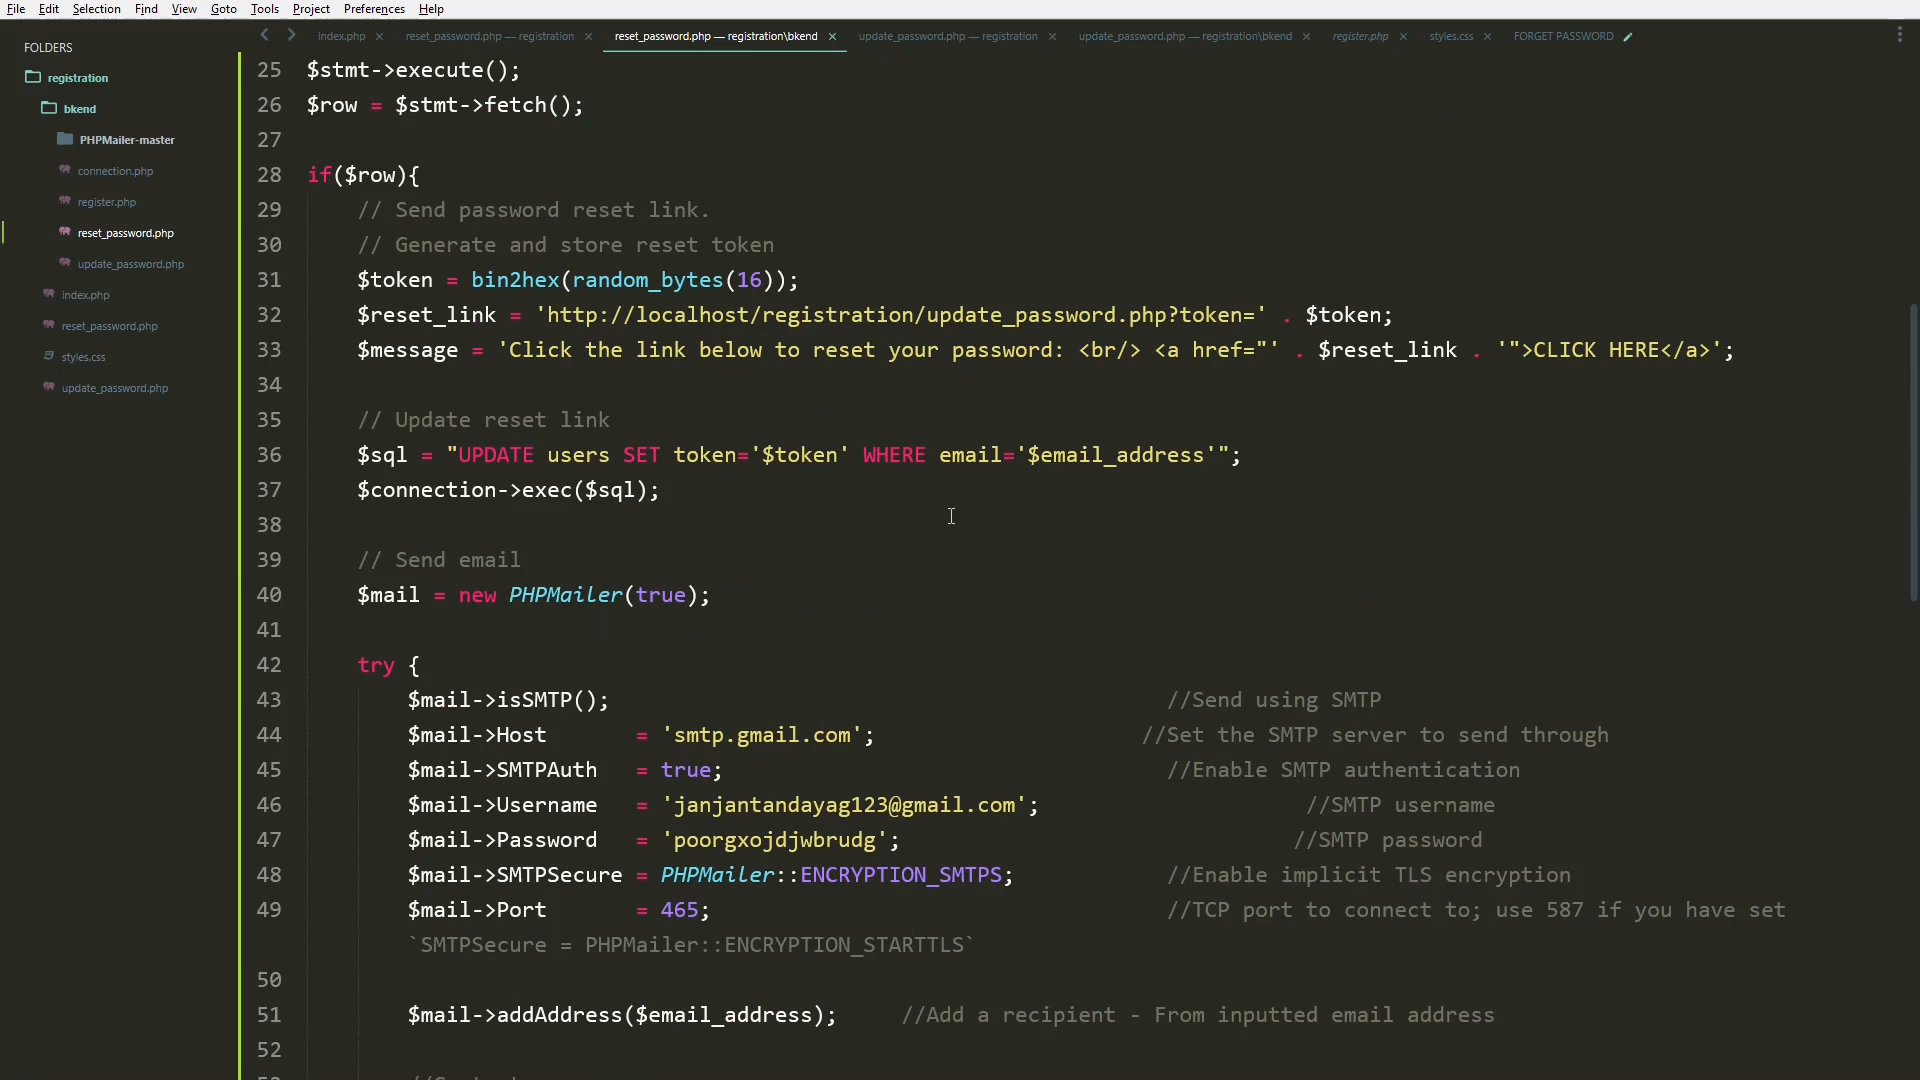 File Edit Selection Find View Goto Tools Project Preferences Help
FOLDERS
registration
bkend
PHPMailer-master
connection.php
register.php
reset_password.php
update_password.php
index.php
reset_password.php
styles.css
update_password.php
index.php × reset_password.php — registration × reset_password.php — registration\bkend × update_password.php — registration × update_password.php — registration\bkend × register.php × styles.css × FORGET PASSWORD
25 $stmt->execute();
26 $row = $stmt->fetch();
27
28 if($row){
29 // Send password reset link.
30 // Generate and store reset token
31 $token = bin2hex(random_bytes(16));
32 $reset_link = 'http://localhost/registration/update_password.php?token=' . $token;
33 $message = 'Click the link below to reset your password: <br/> <a href="' . $reset_link . '">CLICK HERE</a>';
34
35 // Update reset link
36 $sql = "UPDATE users SET token='$token' WHERE email='$email_address'";
37 $connection->exec($sql);
38
39 // Send email
40 $mail = new PHPMailer(true);
41
42 try {
43 $mail->isSMTP(); //Send using SMTP
44 $mail->Host = 'smtp.gmail.com'; //Set the SMTP server to send through
45 $mail->SMTPAuth = true; //Enable SMTP authentication
46 $mail->Username = 'janjantandayag123@gmail.com'; //SMTP username
47 $mail->Password = 'poorgxojdjwbrudg'; //SMTP password
48 $mail->SMTPSecure = PHPMailer::ENCRYPTION_SMTPS; //Enable implicit TLS encryption
49 $mail->Port = 465; //TCP port to connect to; use 587 if you have set
`SMTPSecure = PHPMailer::ENCRYPTION_STARTTLS`
50
51 $mail->addAddress($email_address); //Add a recipient - From inputted email address
52